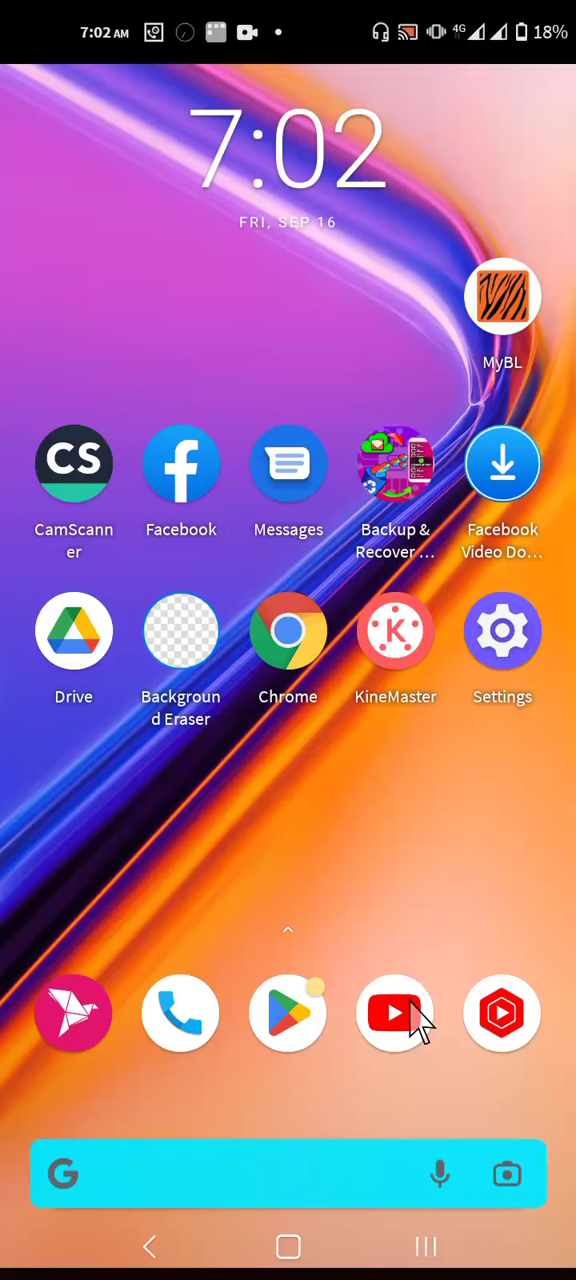 7:02 AM
4G
18%
7:02
FRI, SEP 16
MyBL
CS
CamScann
er
Facebook
Messages
Backup &
Recover ...
Facebook
Video Do...
K
Drive
Backgroun
d Eraser
Chrome
KineMaster
Settings
G